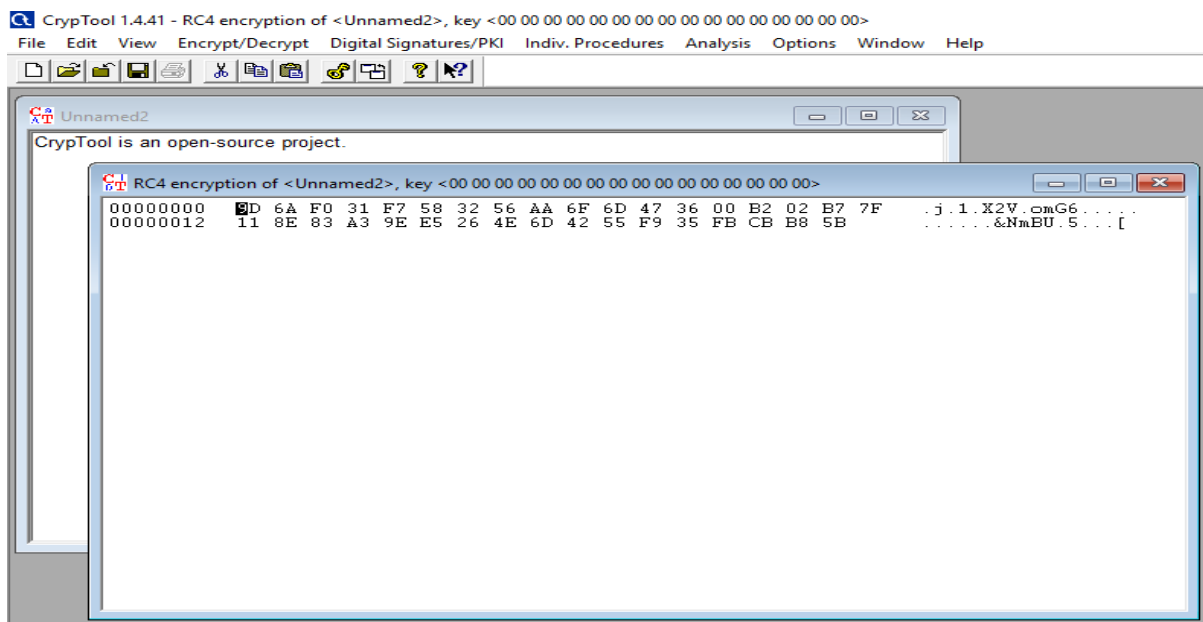 CrypTool 1.4.41 - RC4 encryption of <Unnamed2>, key <00 00 00 00 00 00 00 00 00 00 00 00 00 00 00 00>
File Edit View Encrypt/Decrypt Digital Signatures/PKI Indiv. Procedures Analysis Options Window Help
Unnamed2
CrypTool is an open-source project.
RC4 encryption of <Unnamed2>, key <00 00 00 00 00 00 00 00 00 00 00 00 00 00 00 00>
00000000 9D 6A F0 31 F7 58 32 56 AA 6F 6D 47 36 00 B2 02 B7 7F .j.1.X2V.omG6.....
00000012 11 8E 83 A3 9E E5 26 4E 6D 42 55 F9 35 FB CB B8 5B ......&NmBU.5...[